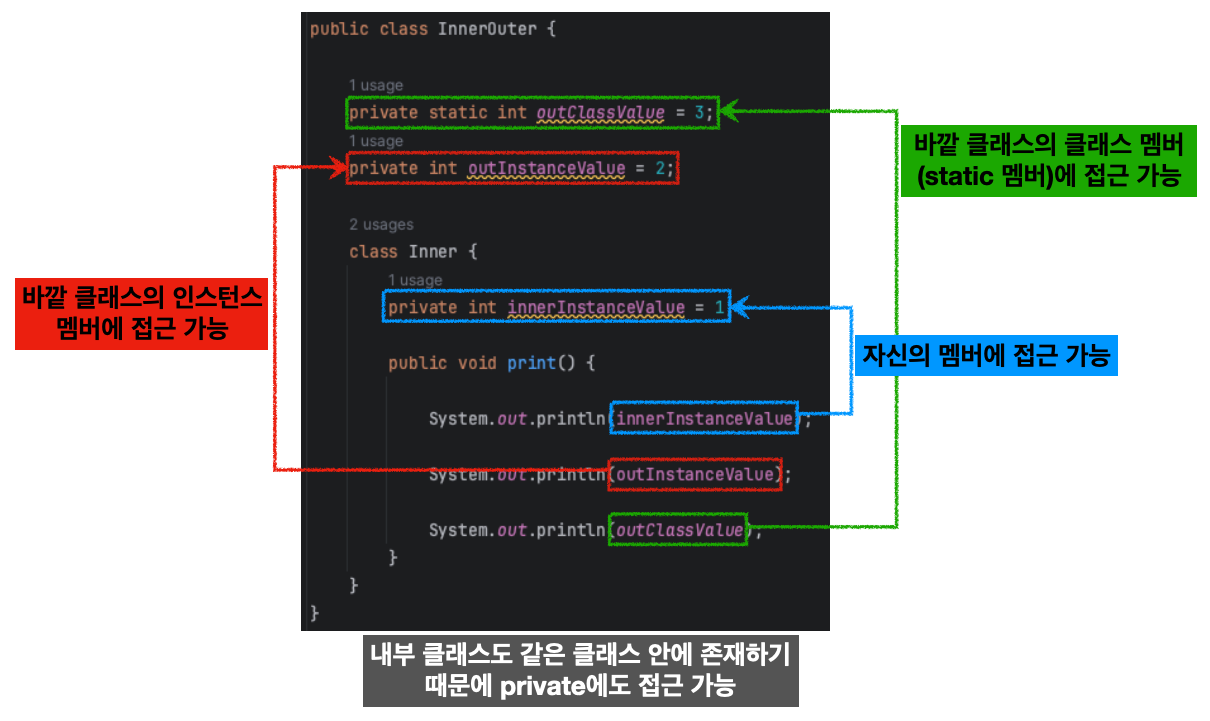 public class InnerOuter {
1 usage
private static int outClassValue = 3;
1 usage
private int outInstanceValue = 2;
2 usages
class Inner {
1 usage
private int innerInstanceValue = 1
public void print() {
System.out.println(innerInstanceValue);
System.out.println(outInstanceValue);
System.out.println(outClassValue);
}
}
}
바깥 클래스의 클래스 멤버
(static 멤버)에 접근 가능
바깥 클래스의 인스턴스
멤버에 접근 가능
자신의 멤버에 접근 가능
내부 클래스도 같은 클래스 안에 존재하기
때문에 private에도 접근 가능